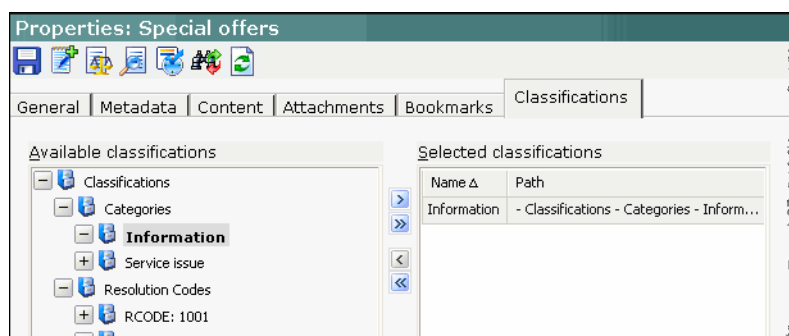 Properties: Special offers
General Metadata Content Attachments Bookmarks Classifications
Available classifications
Selected classifications
Classifications
Categories
Information
Service issue
Resolution Codes
RCODE: 1001
Name Path
Information - Classifications - Categories - Inform...